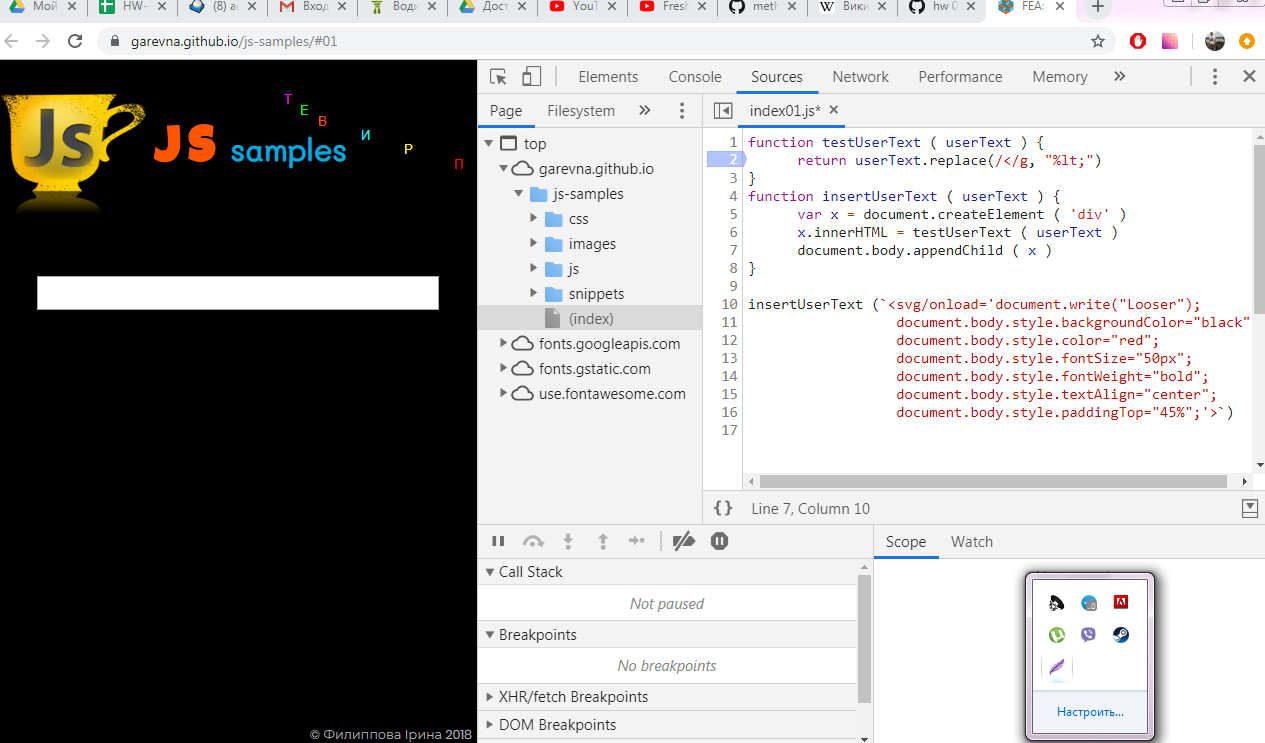 Мой
HW-
(8) а
Вход
Води
Дост
YouT
Fresh
meth
Вики
hw 0
FEA:
garevna.github.io/js-samples/#01
Js
JS
samples
Т
Е
В
И
Р
П
© Филиппова Ірина 2018
Elements Console Sources Network Performance Memory »
Page Filesystem »
index01.js*
top
garevna.github.io
js-samples
css
images
js
snippets
(index)
fonts.googleapis.com
fonts.gstatic.com
use.fontawesome.com
1 function testUserText ( userText ) {
2 return userText.replace(/</g, "%lt;")
3 }
4 function insertUserText ( userText ) {
5 var x = document.createElement ( 'div' )
6 x.innerHTML = testUserText ( userText )
7 document.body.appendChild ( x )
8 }
9
10 insertUserText (`<svg/onload='document.write("Looser");
11 document.body.style.backgroundColor="black"
12 document.body.style.color="red";
13 document.body.style.fontSize="50px";
14 document.body.style.fontWeight="bold";
15 document.body.style.textAlign="center";
16 document.body.style.paddingTop="45%";'>`)
17
{} Line 7, Column 10
Call Stack
Not paused
Breakpoints
No breakpoints
XHR/fetch Breakpoints
DOM Breakpoints
Scope Watch
Настроить...